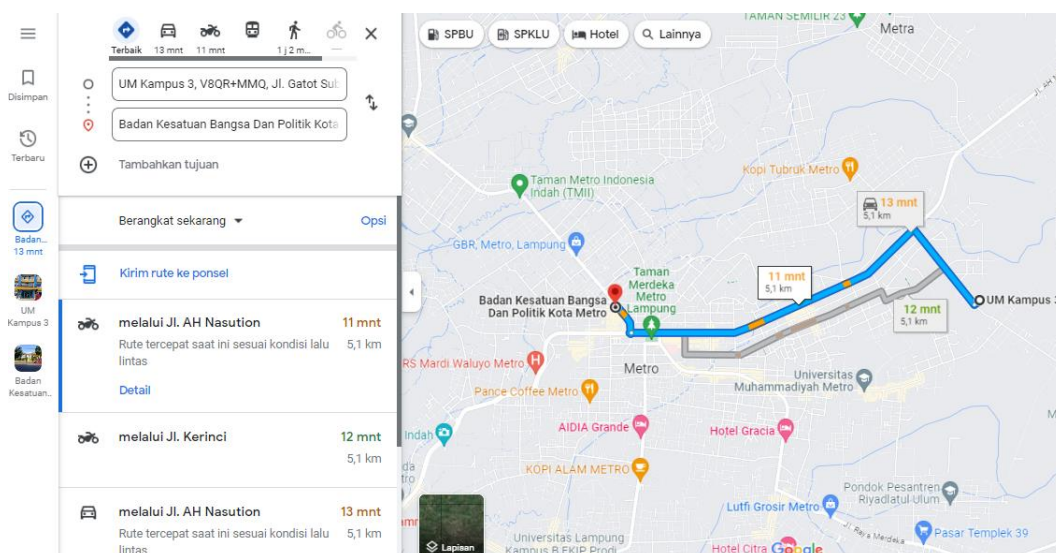 Disimpan
Terbaru
Badan...
13 mnt
UM
Kampus 3
Badan
Kesatuan...
Terbaik
13 mnt
11 mnt
1 j 2 m...
—
UM Kampus 3, V8QR+MMQ, Jl. Gatot Sub
Badan Kesatuan Bangsa Dan Politik Kota
Tambahkan tujuan
Berangkat sekarang
Opsi
Kirim rute ke ponsel
melalui Jl. AH Nasution 11 mnt
Rute tercepat saat ini sesuai kondisi lalu 5,1 km
lintas
Detail
melalui Jl. Kerinci 12 mnt
5,1 km
melalui Jl. AH Nasution 13 mnt
Rute tercepat saat ini sesuai kondisi lalu 5,1 km
lintas
SPBU
SPKLU
Hotel
Lainnya
TAMAN SEMILIR 23
Metra
Kopi Tubruk Metro
Taman Metro Indonesia
Indah (TMII)
13 mnt
5,1 km
GBR, Metro, Lampung
Taman
Merdeka
Metro
Lampung
11 mnt
5,1 km
Badan Kesatuan Bangsa
Dan Politik Kota Metro
UM Kampus 3
12 mnt
5,1 km
RS Mardi Waluyo Metro
Metro
Universitas
Muhammadiyah Metro
Pance Coffee Metro
AIDIA Grande
Hotel Gracia
Indah
KOPI ALAM METRO
Pondok Pesantren
Riyadlatul Ulum
Lutfi Grosir Metro
Jl. Raya Merdeka
Pasar Templek 39
Lapisan
Universitas Lampung
Kampus B FKIP Prodi
Hotel Citra
Google